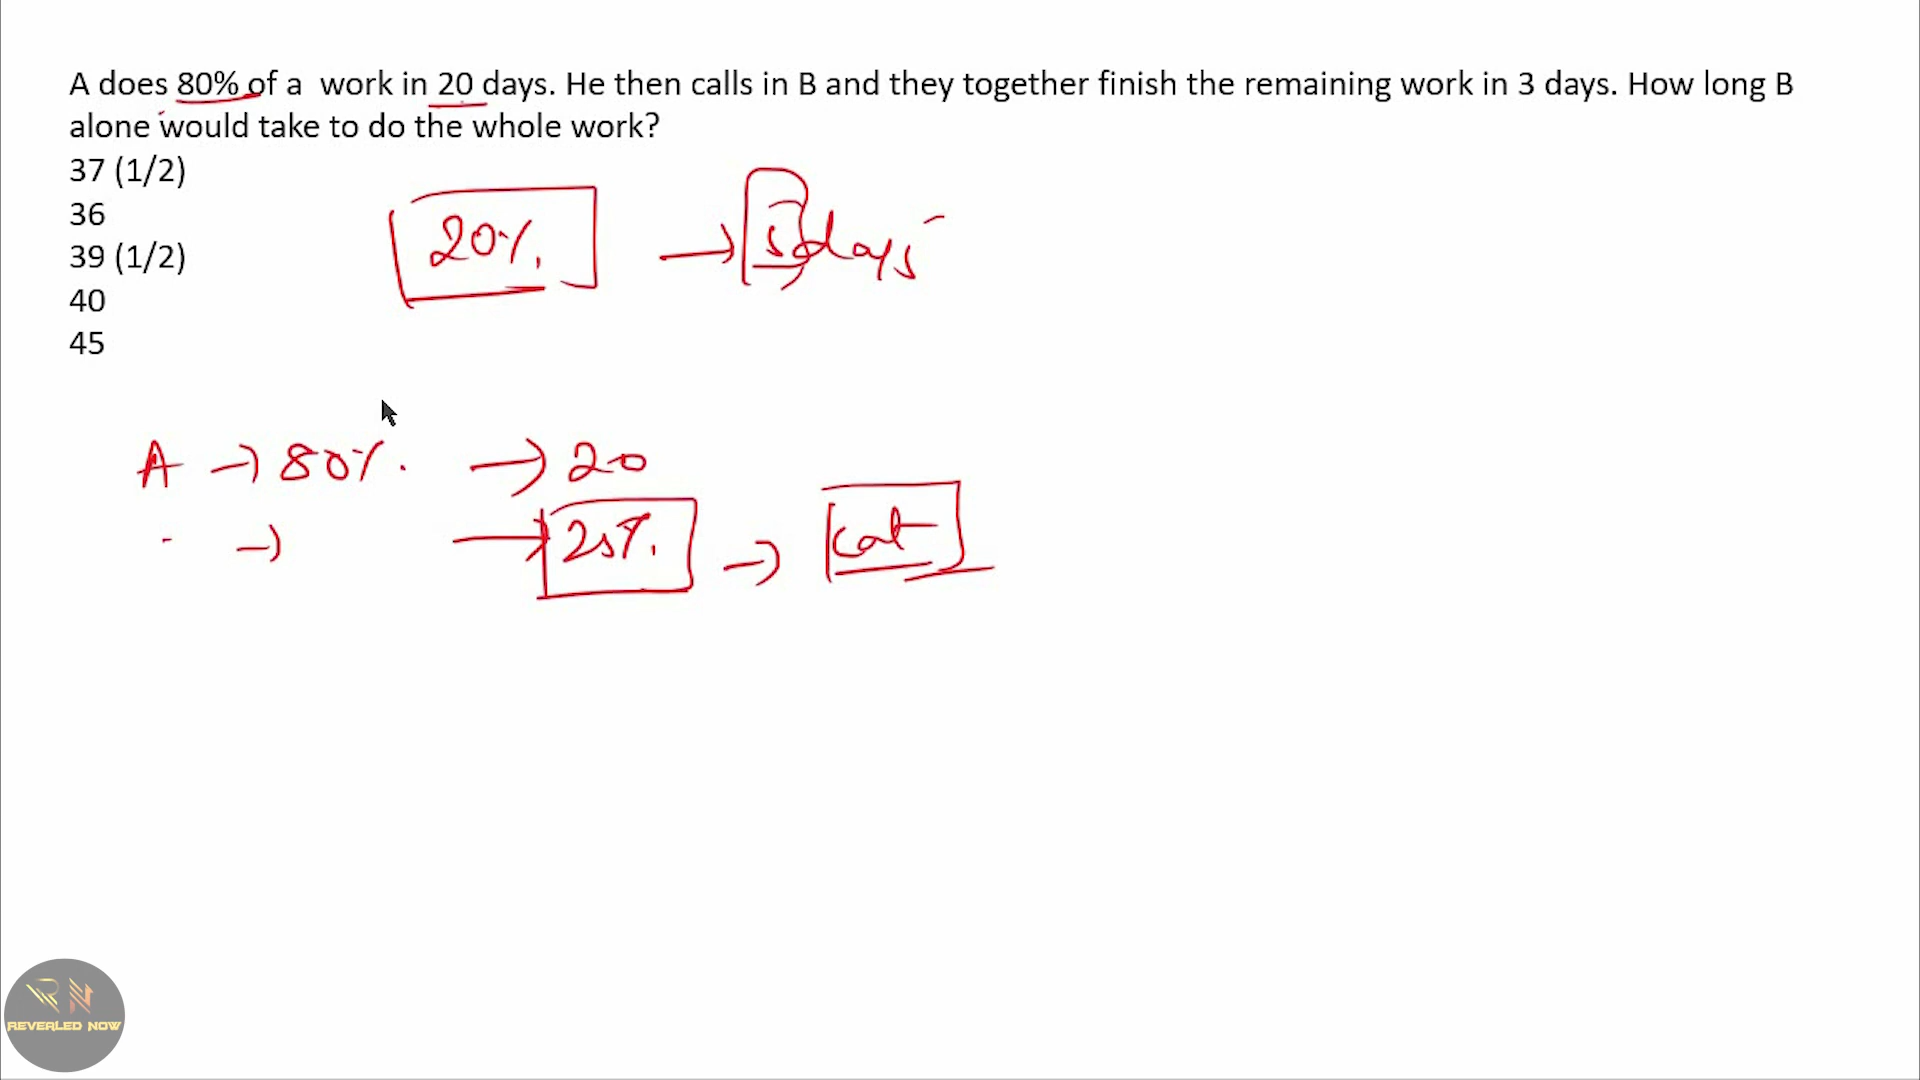 A does 80% of a work in 20 days. He then calls in B and they together finish the remaining work in 3 days. How long B
alone would take to do the whole work?
37 (1/2)
36
39 (1/2)
40
45
20% → 3 days
A → 80% → 20
→ → 25% →
REVERLED NOW